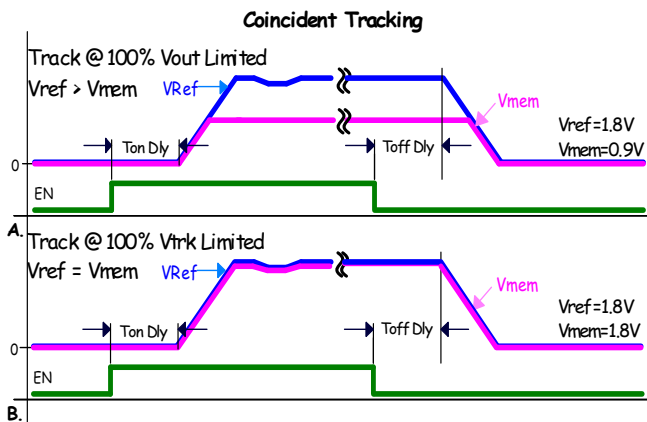 Coincident Tracking
Track @ 100% Vout Limited
Vref > Vmem
VRef
Vmem
Vref=1.8V
Vmem=0.9V
Ton Dly
Toff Dly
0
EN
A.
Track @ 100% Vtrk Limited
Vref = Vmem
VRef
Vmem
Vref=1.8V
Vmem=1.8V
Ton Dly
Toff Dly
0
EN
B.